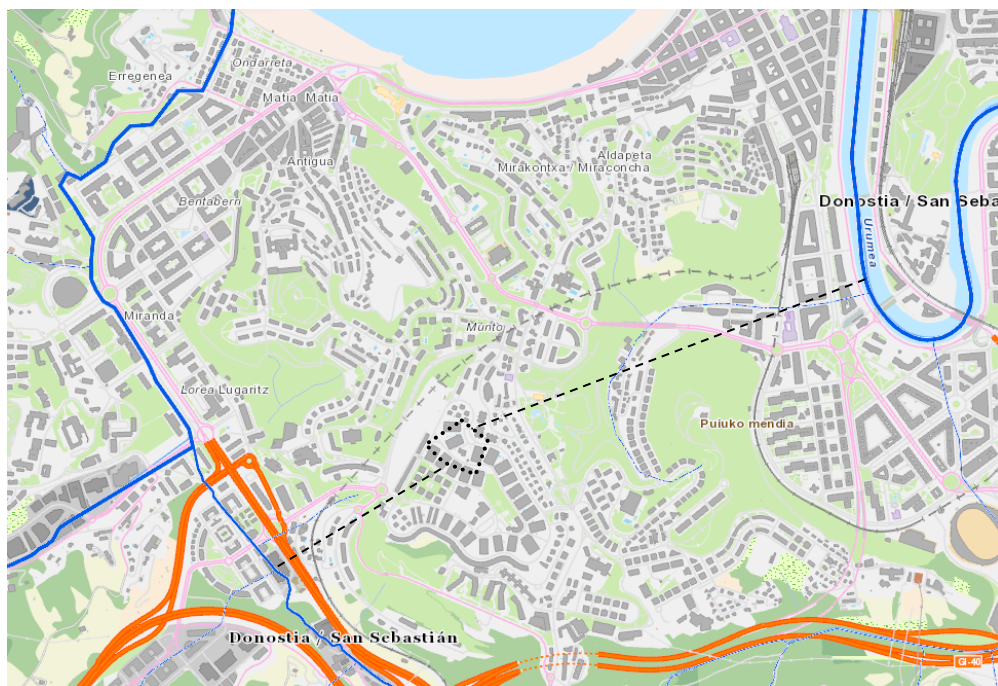 Ondarreta
Erregenea
Matia Matia
Antigua
Aldapeta
Mirakontxa / Miraconcha
Bentaberri
Donostia / San Seba
Urumea
Miranda
Munto
Lorea Lugaritz
Puiuko mendia
Donostia / San Sebastián
GI-40